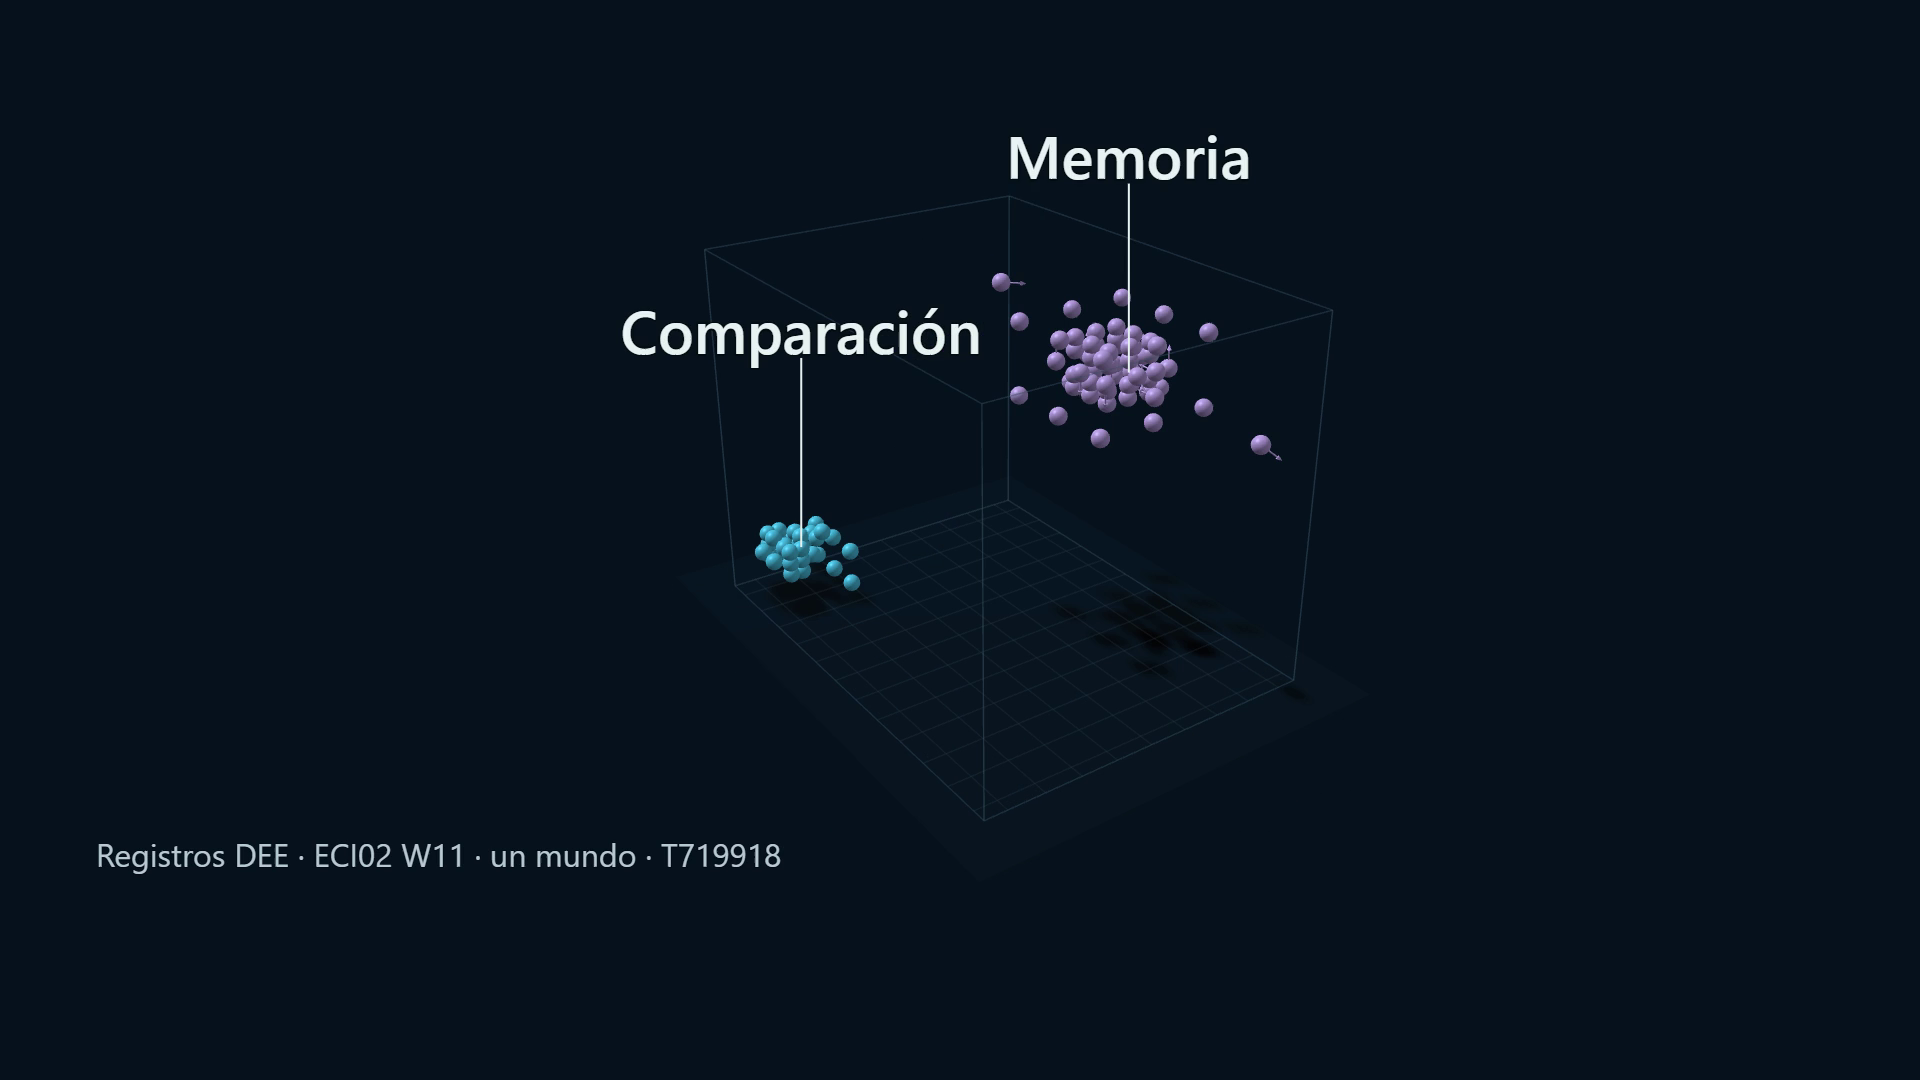 Memoria
Comparación
Registros DEE · ECI02 W11 · un mundo · T719918